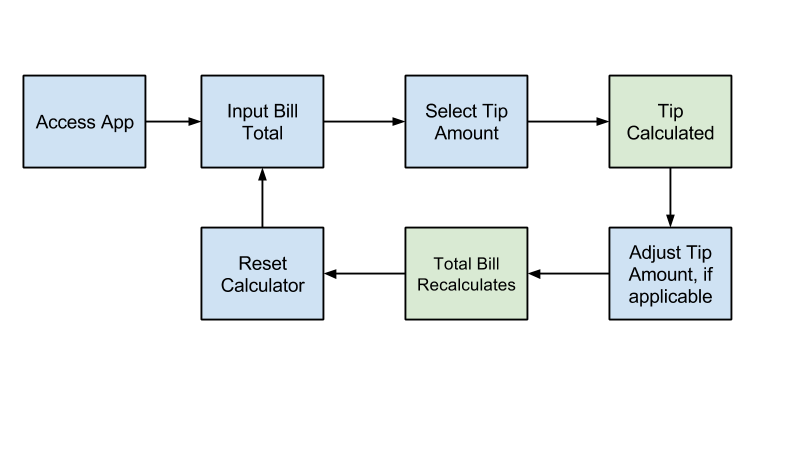 Access App
Input Bill
Total
Select Tip
Amount
Tip
Calculated
Adjust Tip
Amount, if
applicable
Total Bill
Recalculates
Reset
Calculator